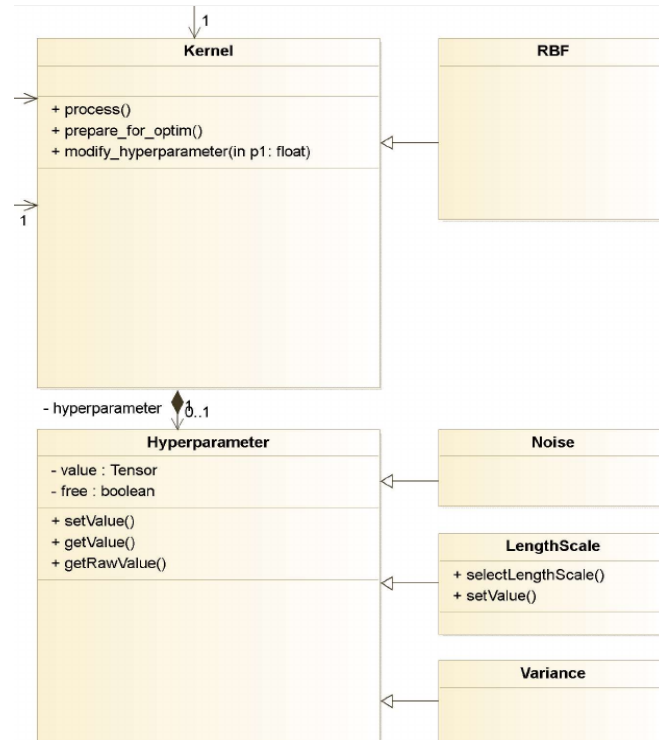 1
Kernel
+ process()
+ prepare_for_optim()
+ modify_hyperparameter(in p1: float)
1
RBF
- hyperparameter
1
0..1
Hyperparameter
- value : Tensor
- free : boolean
+ setValue()
+ getValue()
+ getRawValue()
Noise
LengthScale
+ selectLengthScale()
+ setValue()
Variance